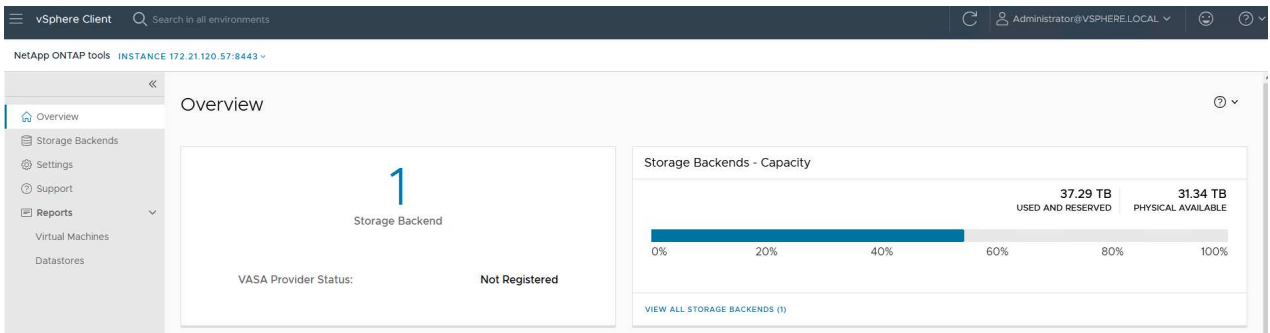 vSphere Client Search in all environments Administrator@VSPHERE.LOCAL
NetApp ONTAP tools INSTANCE 172.21.120.57:8443
Overview
Storage Backends
Settings
Support
Reports
Virtual Machines
Datastores
Overview
1
Storage Backend
VASA Provider Status: Not Registered
Storage Backends - Capacity
37.29 TB 31.34 TB
USED AND RESERVED PHYSICAL AVAILABLE
0% 20% 40% 60% 80% 100%
VIEW ALL STORAGE BACKENDS (1)